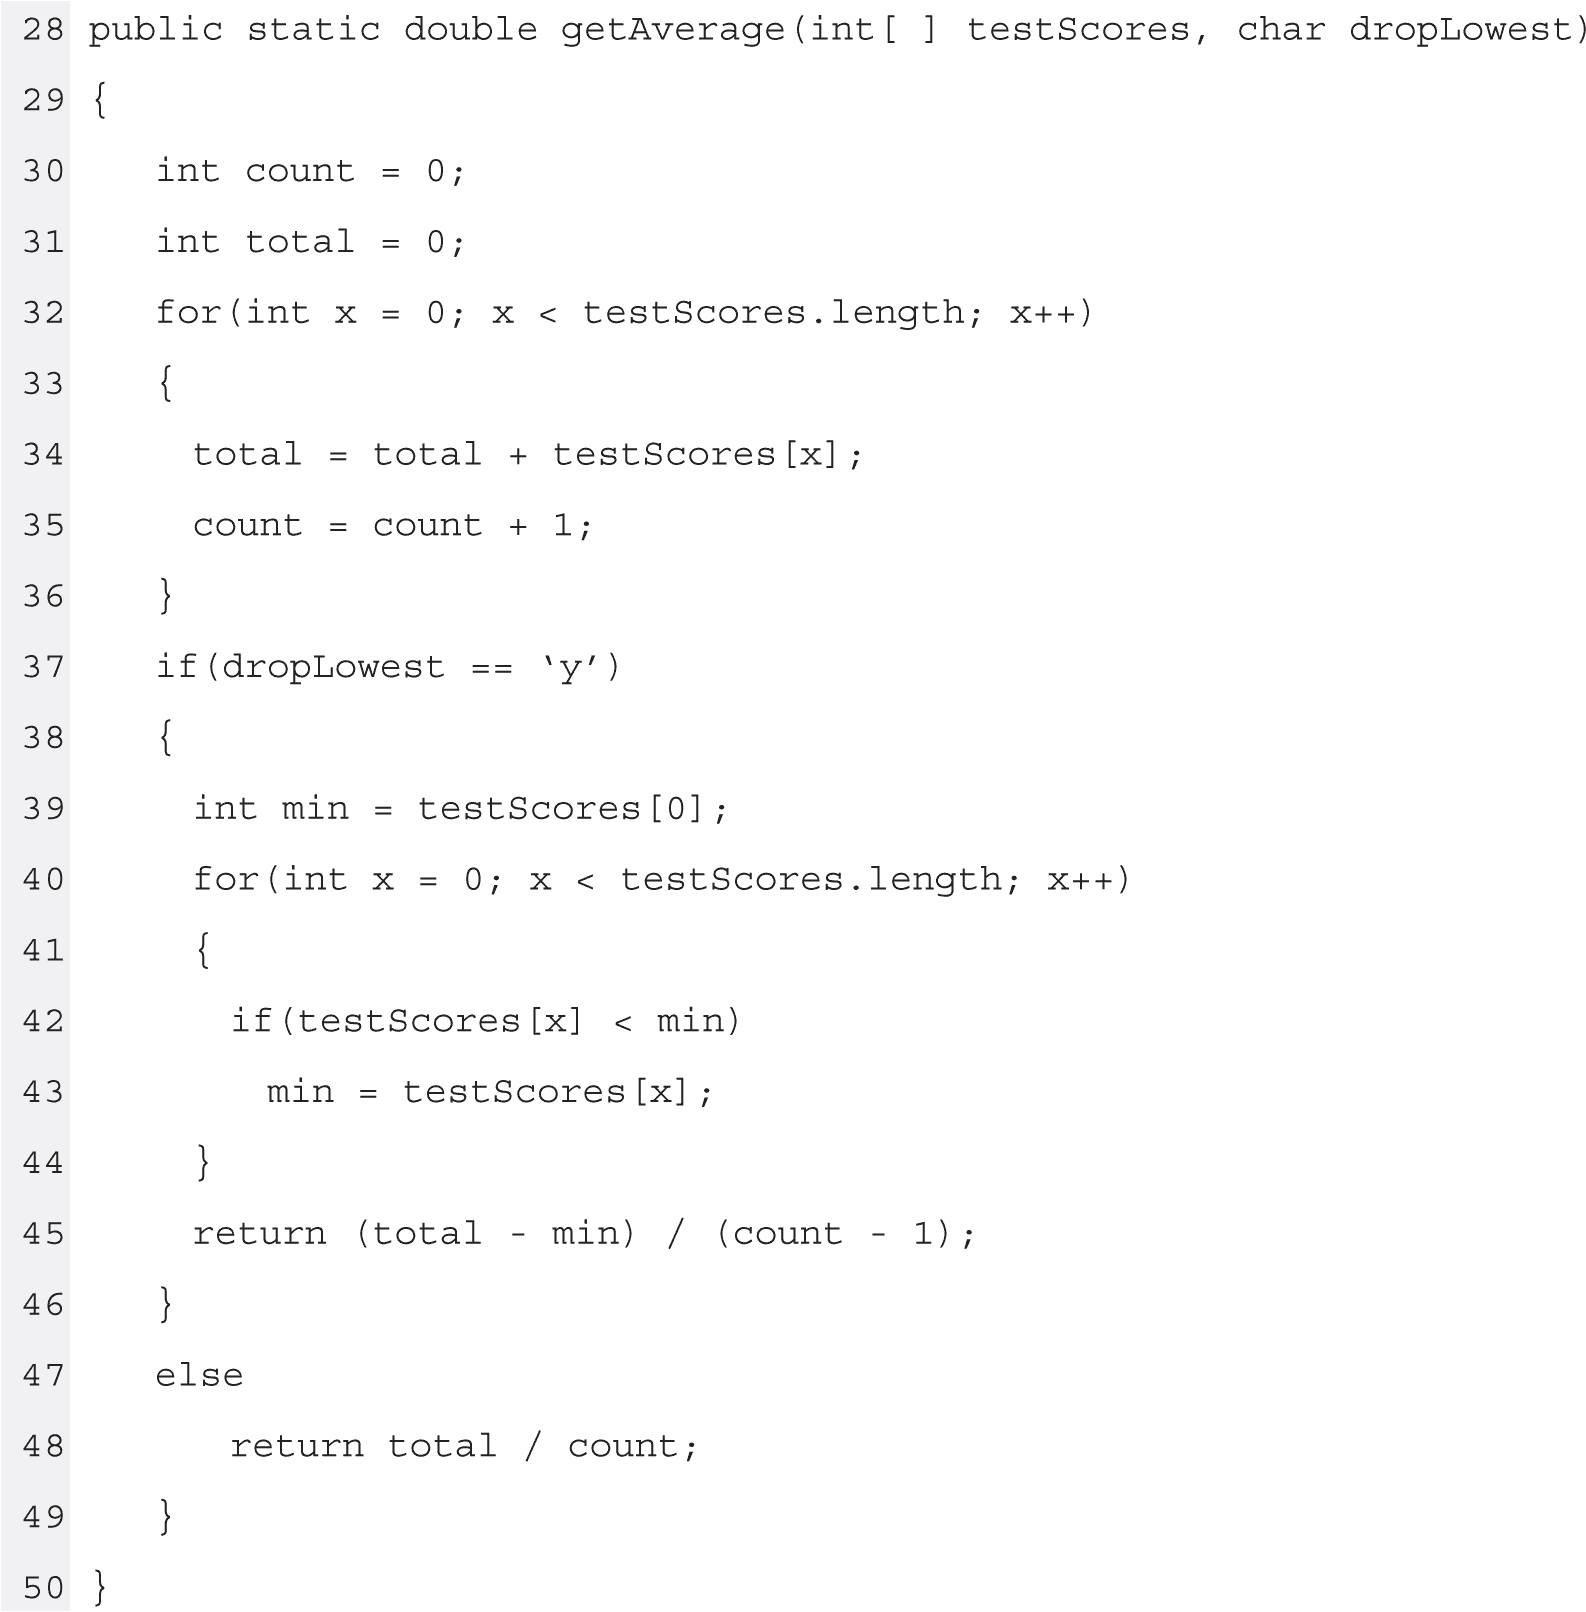 28 public static double getAverage(int[ ] testScores, char dropLowest)
29 {
30 int count = 0;
31 int total = 0;
32 for(int x = 0; x < testScores.length; x++)
33 {
34 total = total + testScores[x];
35 count = count + 1;
36 }
37 if(dropLowest == ‘y’)
38 {
39 int min = testScores[0];
40 for(int x = 0; x < testScores.length; x++)
41 {
42 if(testScores[x] < min)
43 min = testScores[x];
44 }
45 return (total - min) / (count - 1);
46 }
47 else
48 return total / count;
49 }
50 }